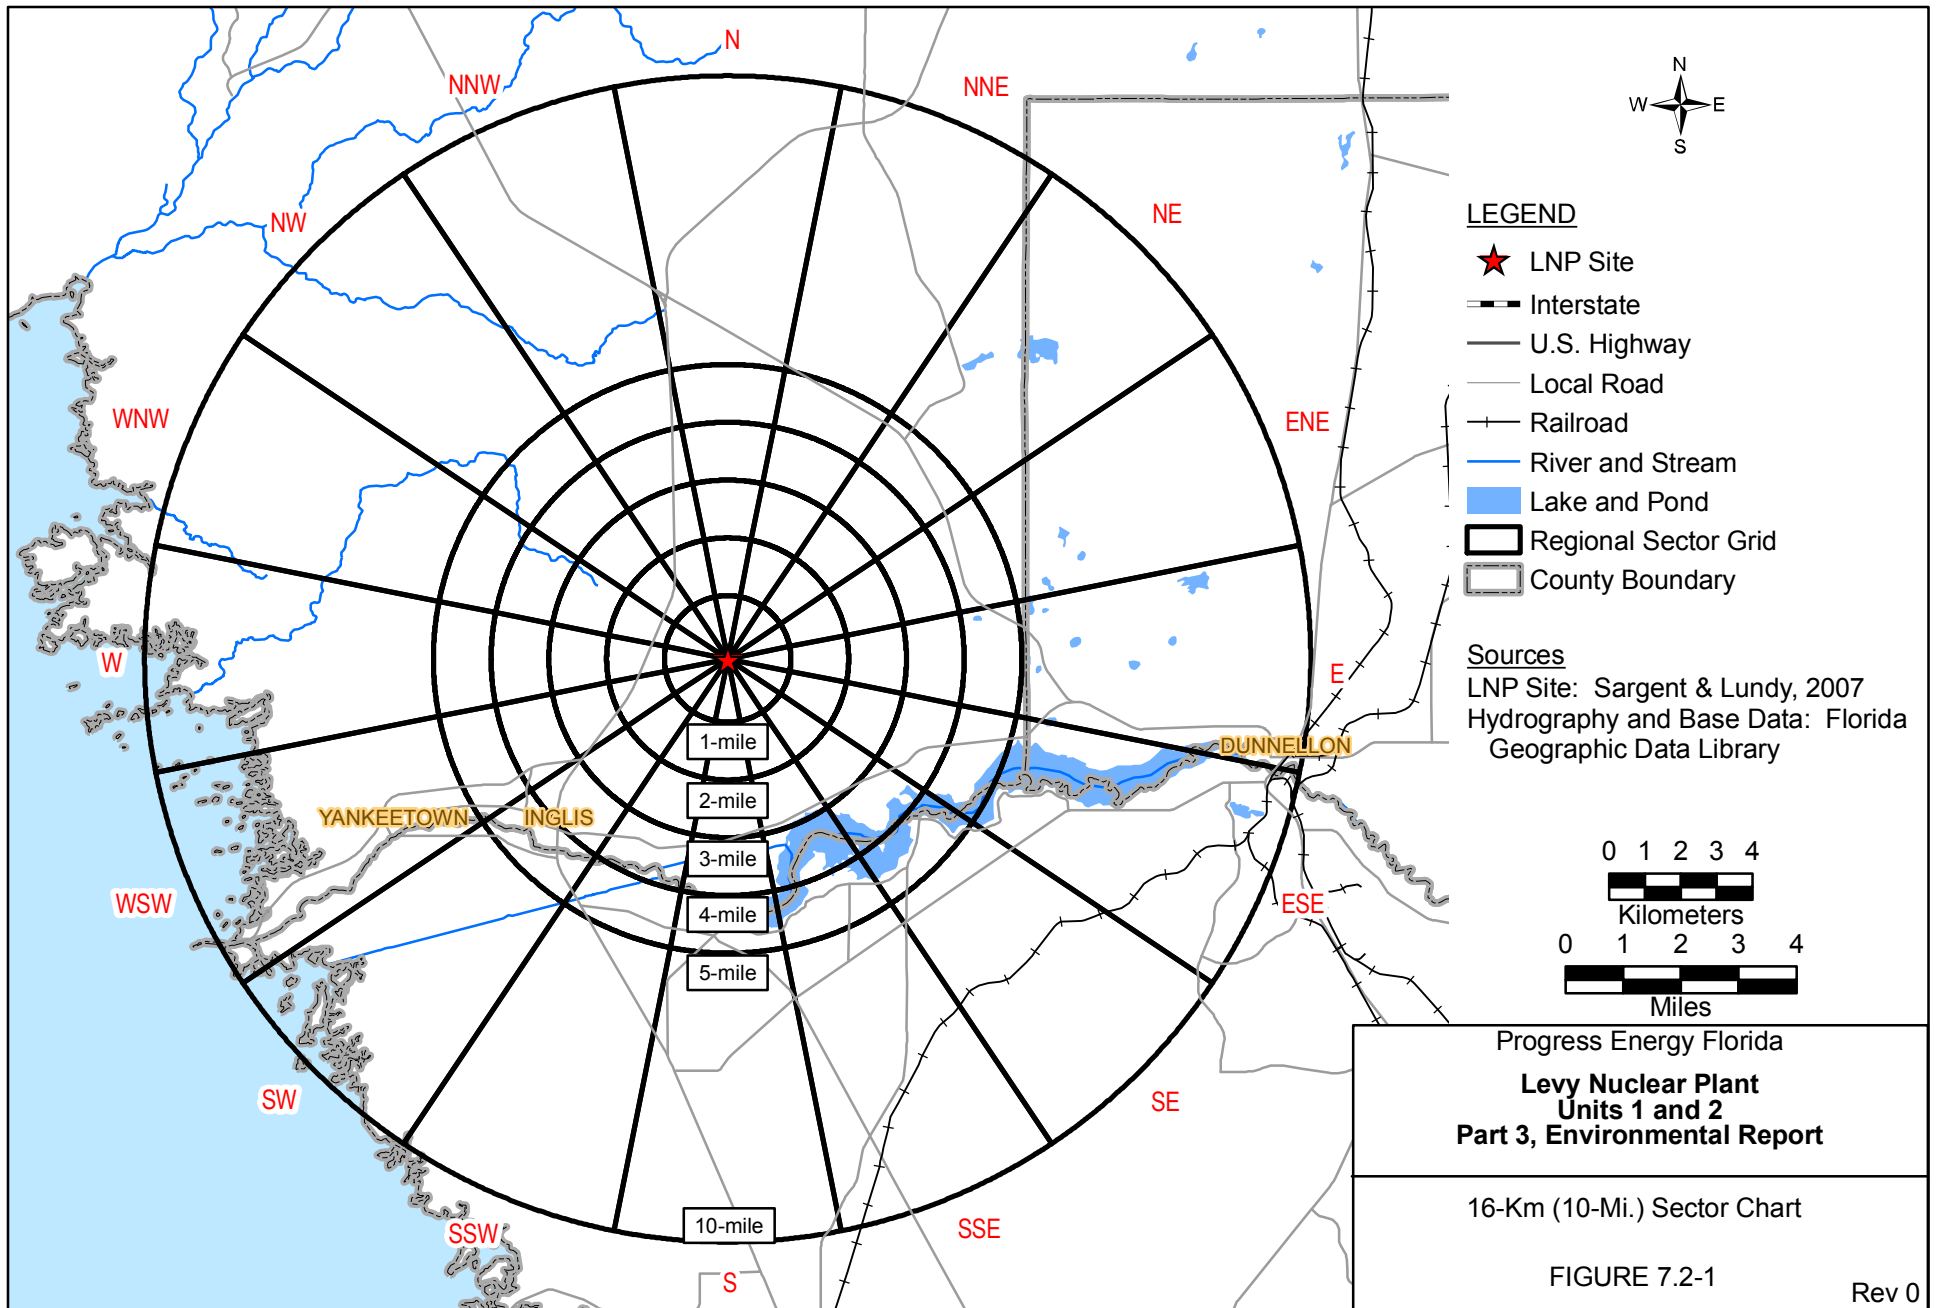 N
NNW
NNE
NW
NE
WNW
ENE
W
E
WSW
ESE
SW
SE
SSW
SSE
S
YANKEETOWN
INGLIS
DUNNELLON
1-mile
2-mile
3-mile
4-mile
5-mile
10-mile
N
W E
S
LEGEND
LNP Site
Interstate
U.S. Highway
Local Road
Railroad
River and Stream
Lake and Pond
Regional Sector Grid
County Boundary
Sources
LNP Site: Sargent & Lundy, 2007
Hydrography and Base Data: Florida
Geographic Data Library
0 1 2 3 4
Kilometers
0 1 2 3 4
Miles
Progress Energy Florida
Levy Nuclear Plant
Units 1 and 2
Part 3, Environmental Report
16-Km (10-Mi.) Sector Chart
FIGURE 7.2-1
Rev 0